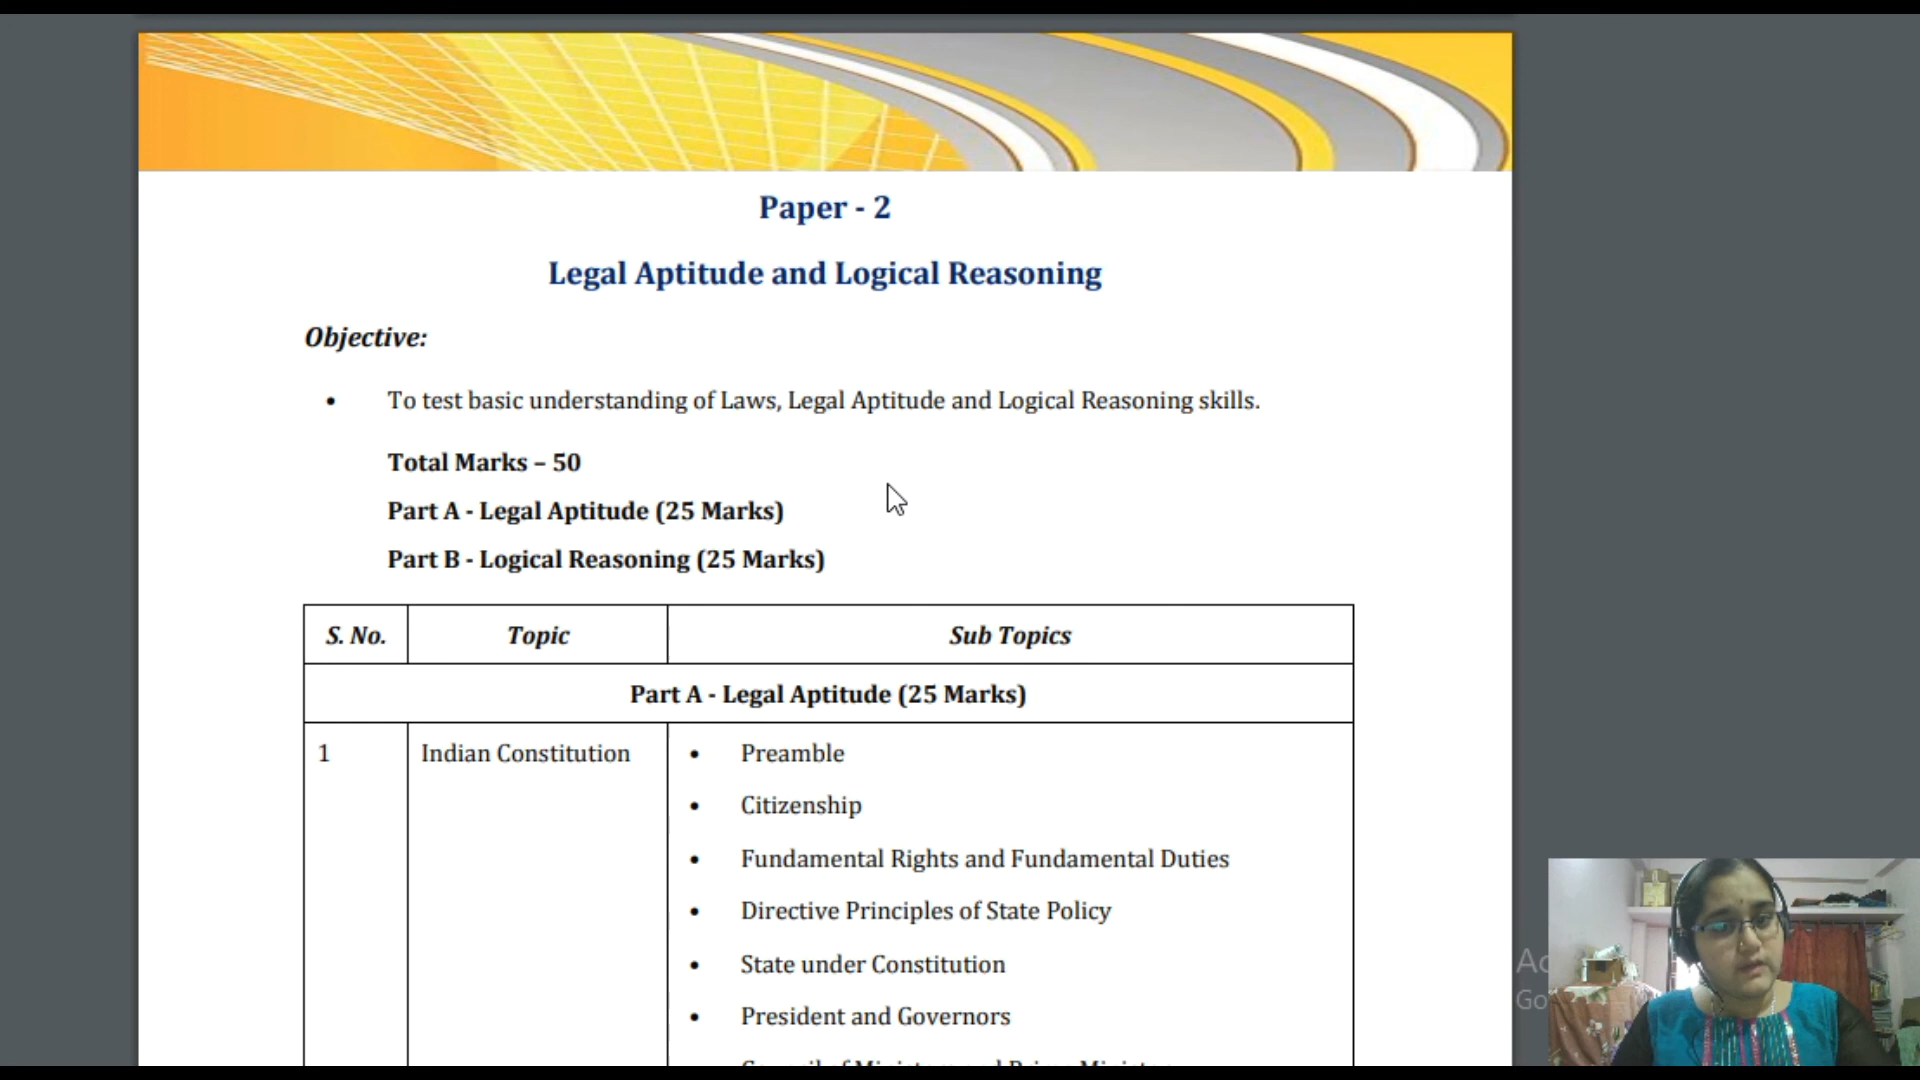 Paper - 2
Legal Aptitude and Logical Reasoning
Objective:
• To test basic understanding of Laws, Legal Aptitude and Logical Reasoning skills.
Total Marks – 50
Part A - Legal Aptitude (25 Marks)
Part B - Logical Reasoning (25 Marks)
S. No. Topic Sub Topics
Part A - Legal Aptitude (25 Marks)
1 Indian Constitution • Preamble
• Citizenship
• Fundamental Rights and Fundamental Duties
• Directive Principles of State Policy
• State under Constitution
• President and Governors